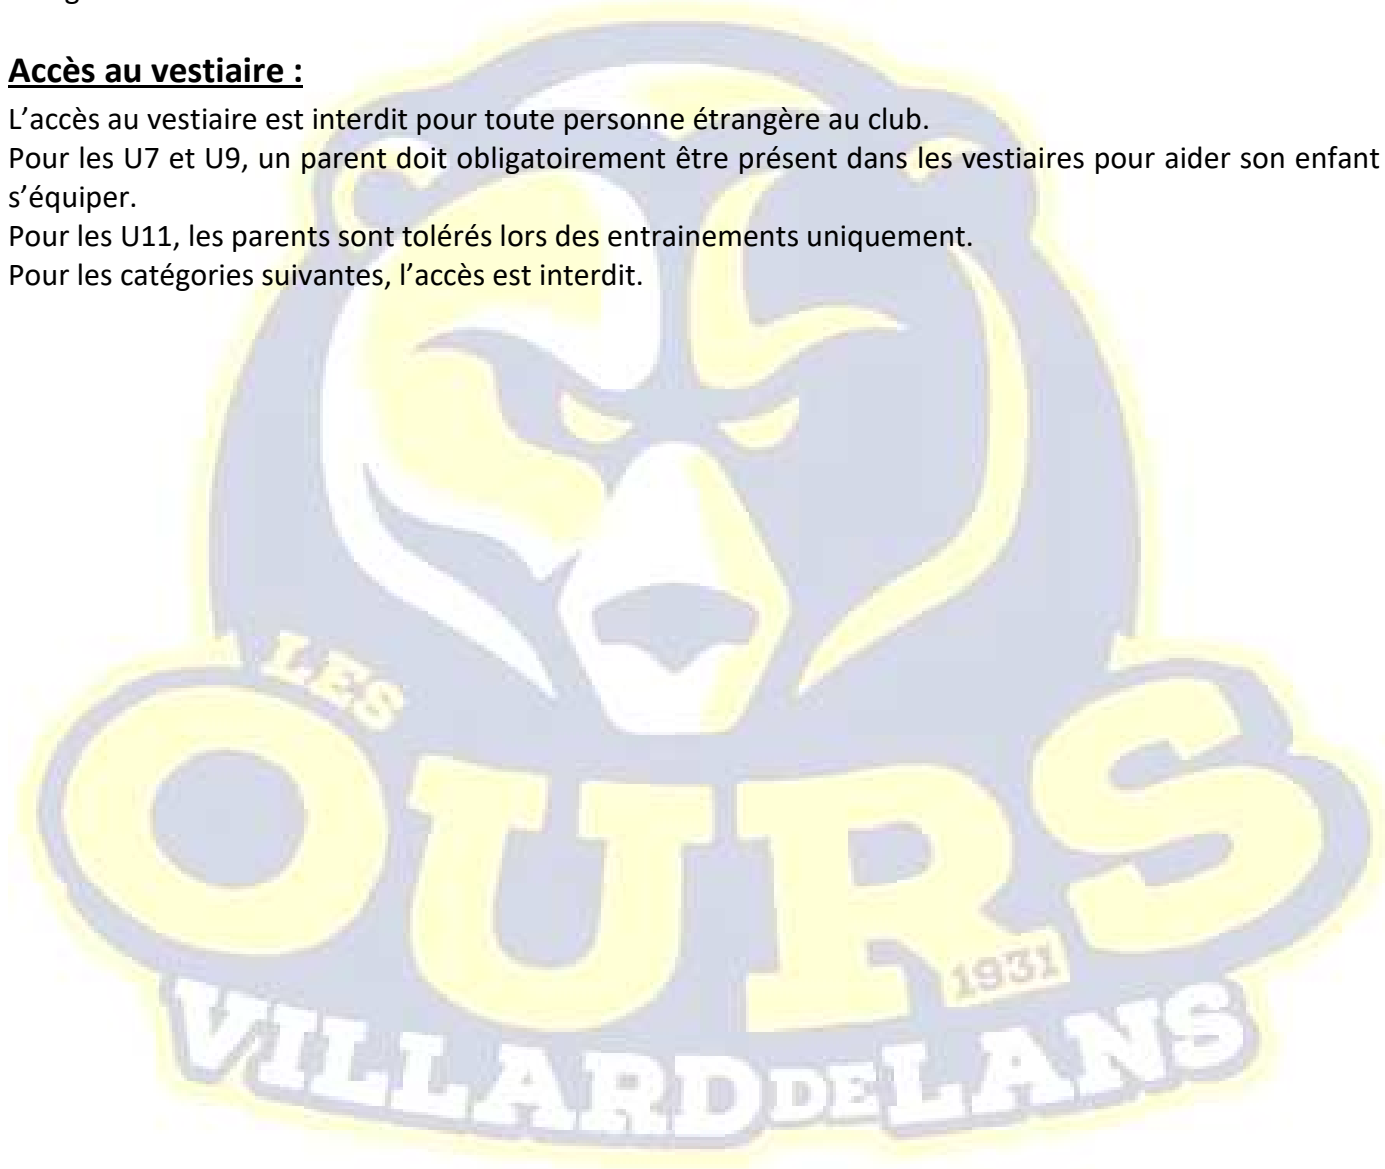 Accès au vestiaire :
L’accès au vestiaire est interdit pour toute personne étrangère au club.
Pour les U7 et U9, un parent doit obligatoirement être présent dans les vestiaires pour aider son enfant
s’équiper.
Pour les U11, les parents sont tolérés lors des entrainements uniquement.
Pour les catégories suivantes, l’accès est interdit.
LES
OURS
1931
VILLARD DE LANS